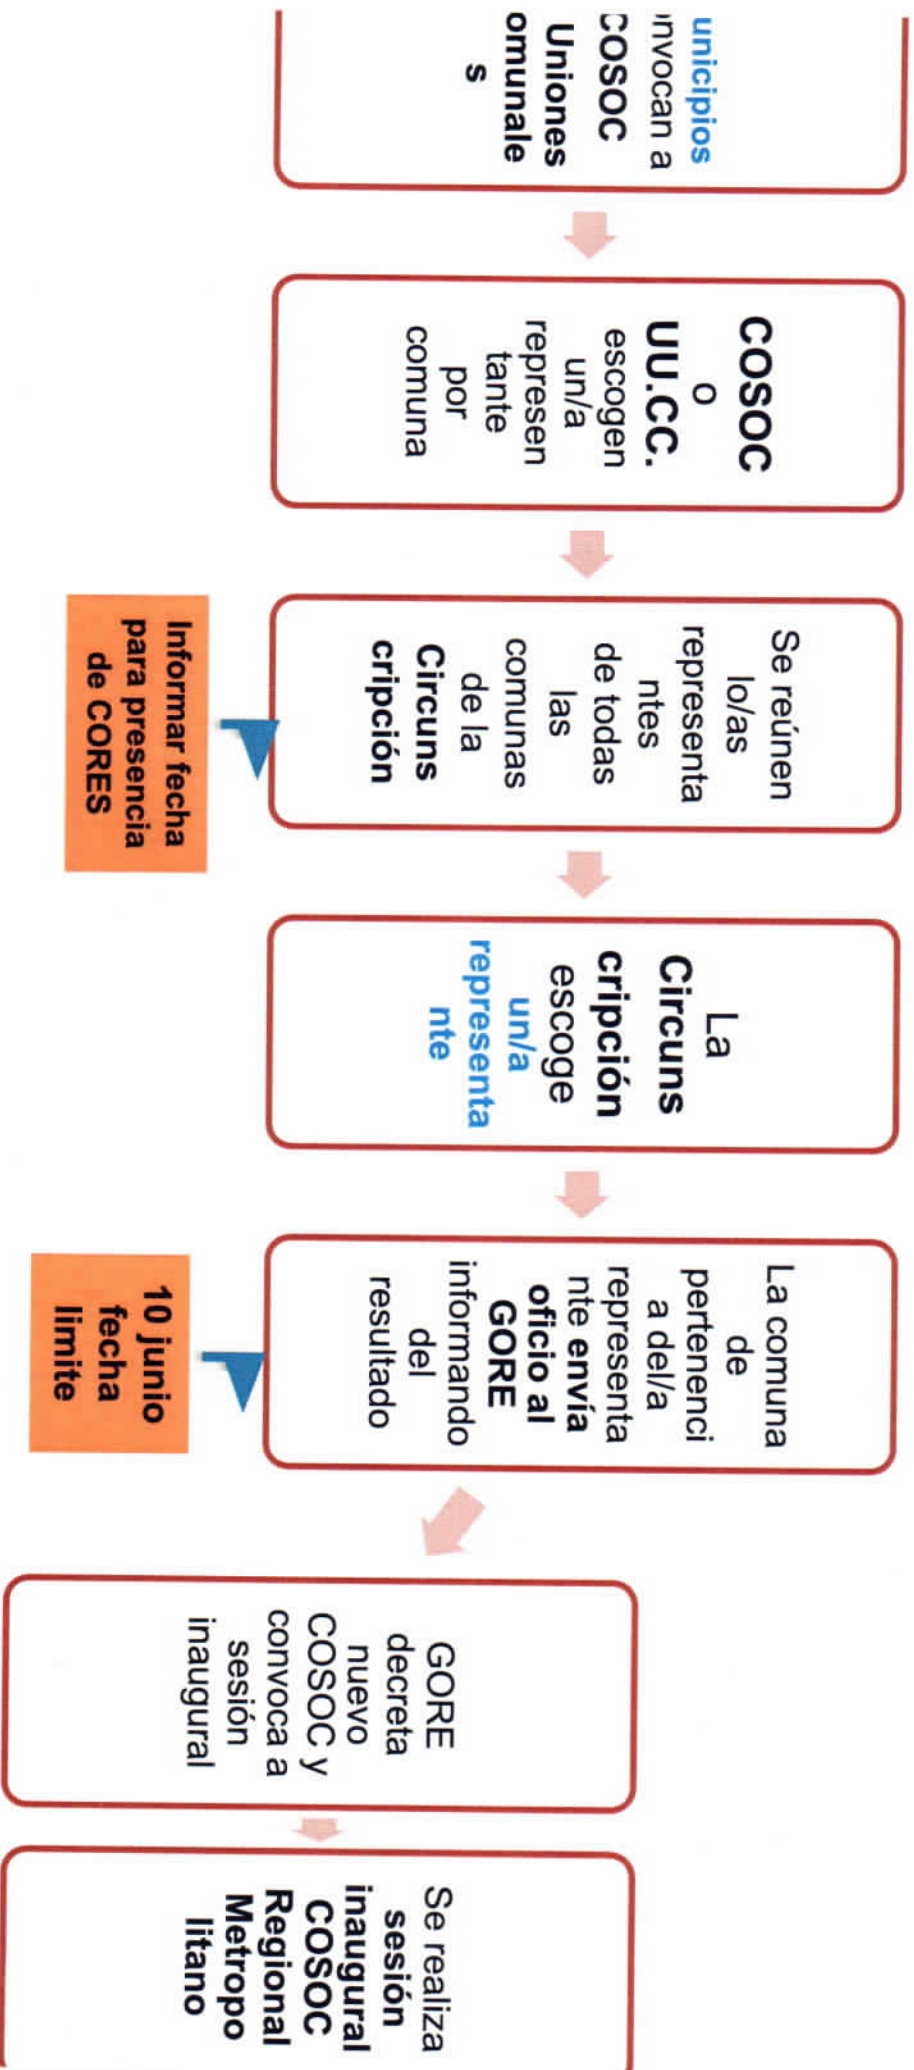 unicipios
nvocan a
COSOC
Uniones
omunale
s
COSOC
o
UU.CC.
escogen
un/a
represen
tante
por
comuna
Se reúnen
lo/as
representa
ntes
de todas
las
comunas
de la
Circuns
cripción
Informar fecha
para presencia
de CORES
La
Circuns
cripción
escoge
un/a
representa
nte
La comuna
de
pertenenci
a del/a
representa
nte envía
oficio al
GORE
informando
del
resultado
10 junio
fecha
limite
GORE
decreta
nuevo
COSOC y
convoca a
sesión
inaugural
Se realiza
sesión
inaugural
COSOC
Regional
Metropo
litano